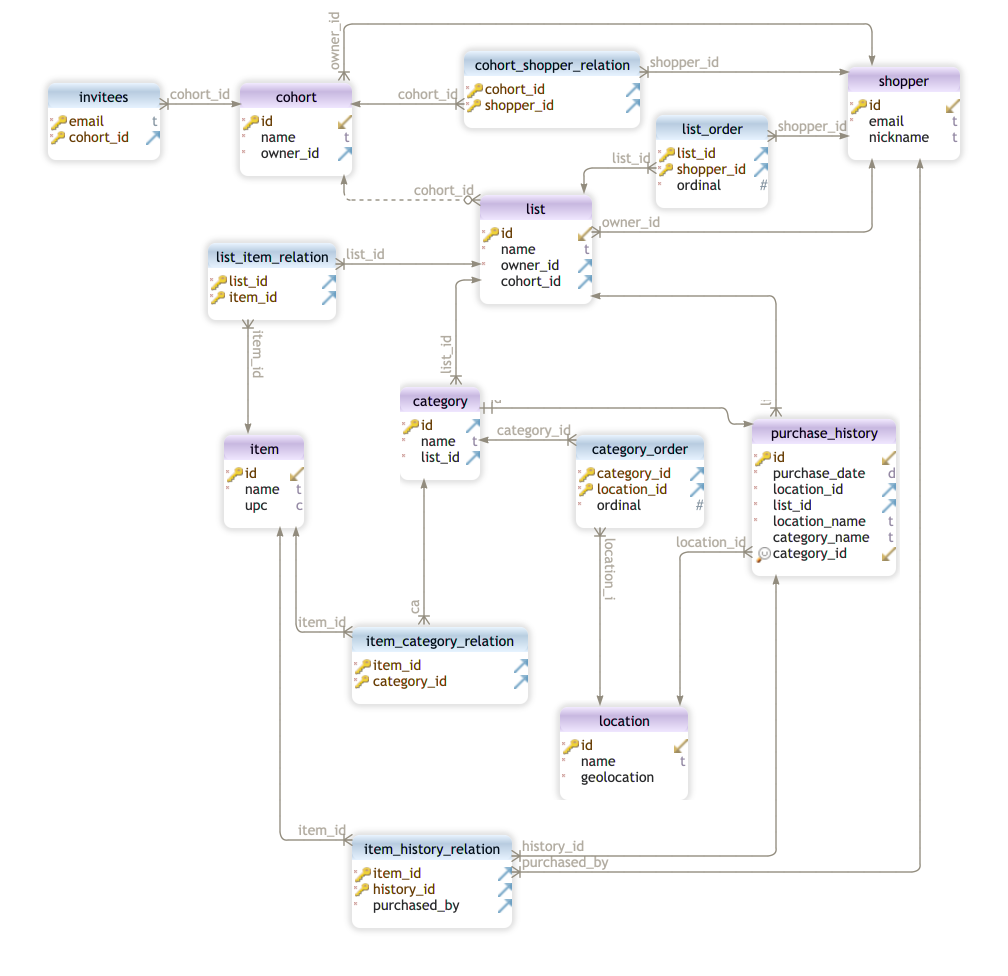 owner_id
cohort_shopper_relation
cohort_id
shopper_id
shopper_id
cohort_id
shopper
id
email t
nickname t
invitees
email t
cohort_id
cohort_id
cohort
id
name t
owner_id
list_order
list_id
shopper_id
ordinal #
shopper_id
list_id
cohort_id
list
id
name t
owner_id
cohort_id
owner_id
list_item_relation
list_id
item_id
list_id
item_id
list_id
category
id
name t
list_id
category_id
category_order
category_id
location_id
ordinal #
purchase_history
id
purchase_date d
location_id
list_id
location_name t
category_name t
category_id
item
id
name t
upc c
location_id
location_i
ca
item_id
item_category_relation
item_id
category_id
location
id
name t
geolocation
item_id
item_history_relation
item_id
history_id
purchased_by
history_id
purchased_by